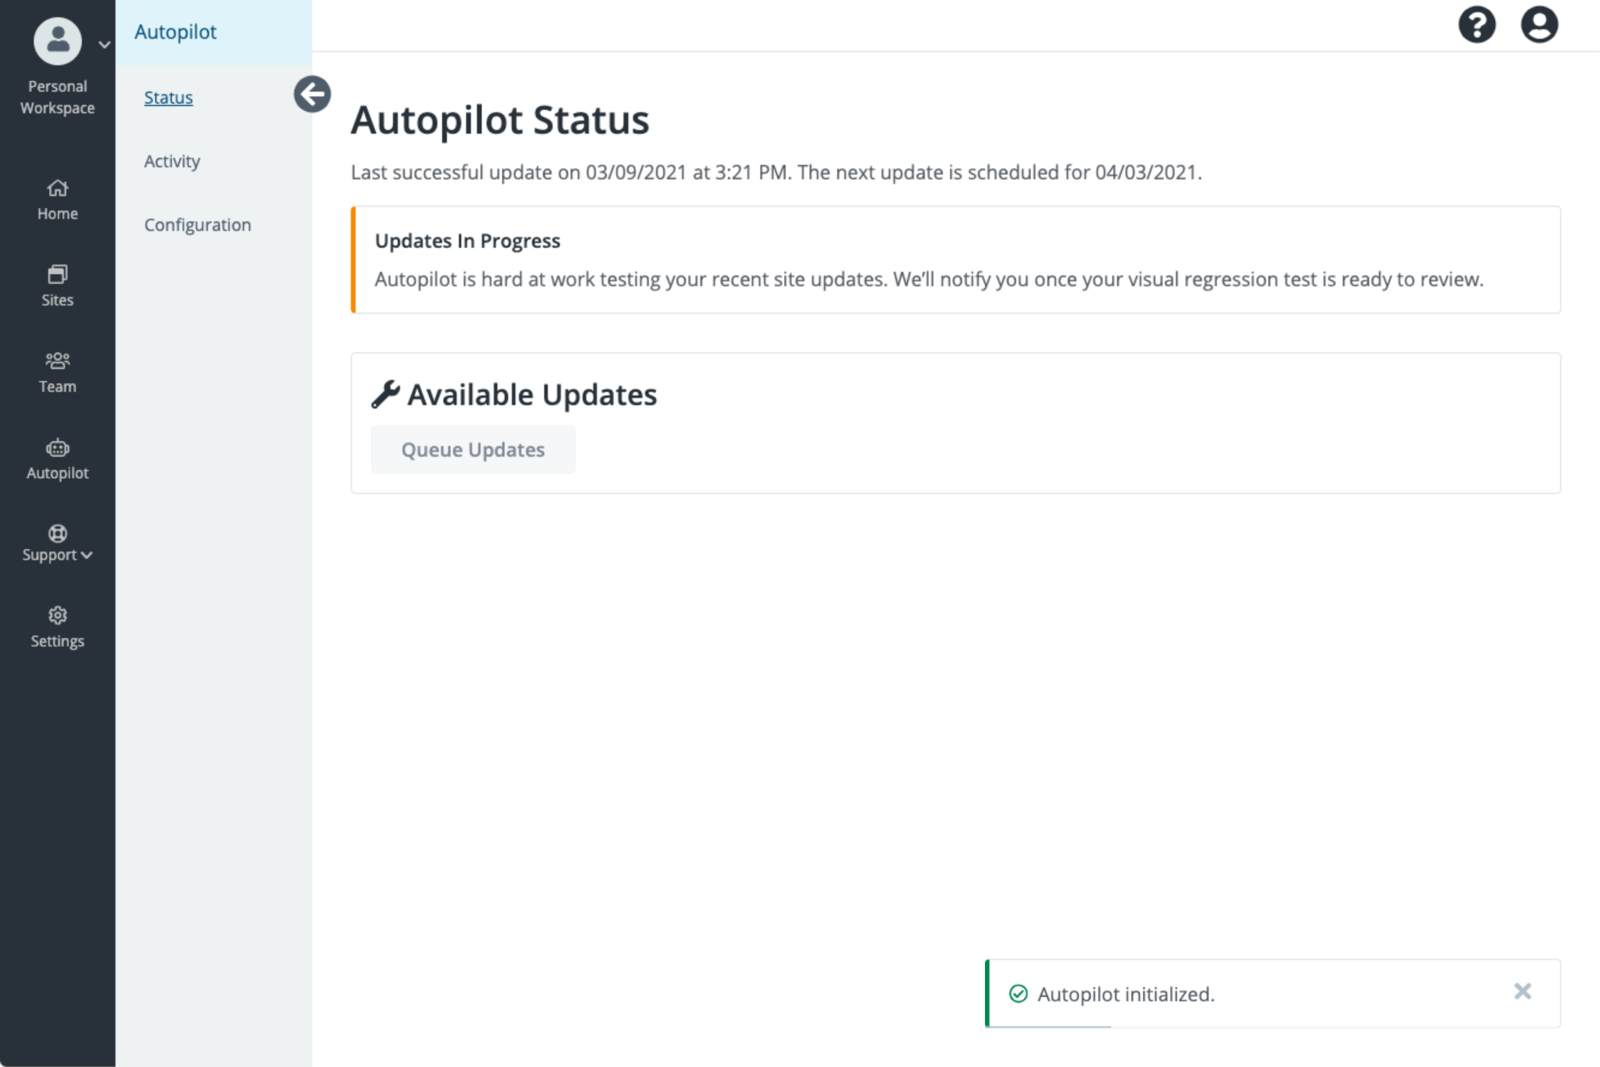 Personal
Workspace
Home
Sites
Team
Autopilot
Support
Settings
Autopilot
Status
Activity
Configuration
Autopilot Status
Last successful update on 03/09/2021 at 3:21 PM. The next update is scheduled for 04/03/2021.
Updates In Progress
Autopilot is hard at work testing your recent site updates. We’ll notify you once your visual regression test is ready to review.
Available Updates
Queue Updates
Autopilot initialized.